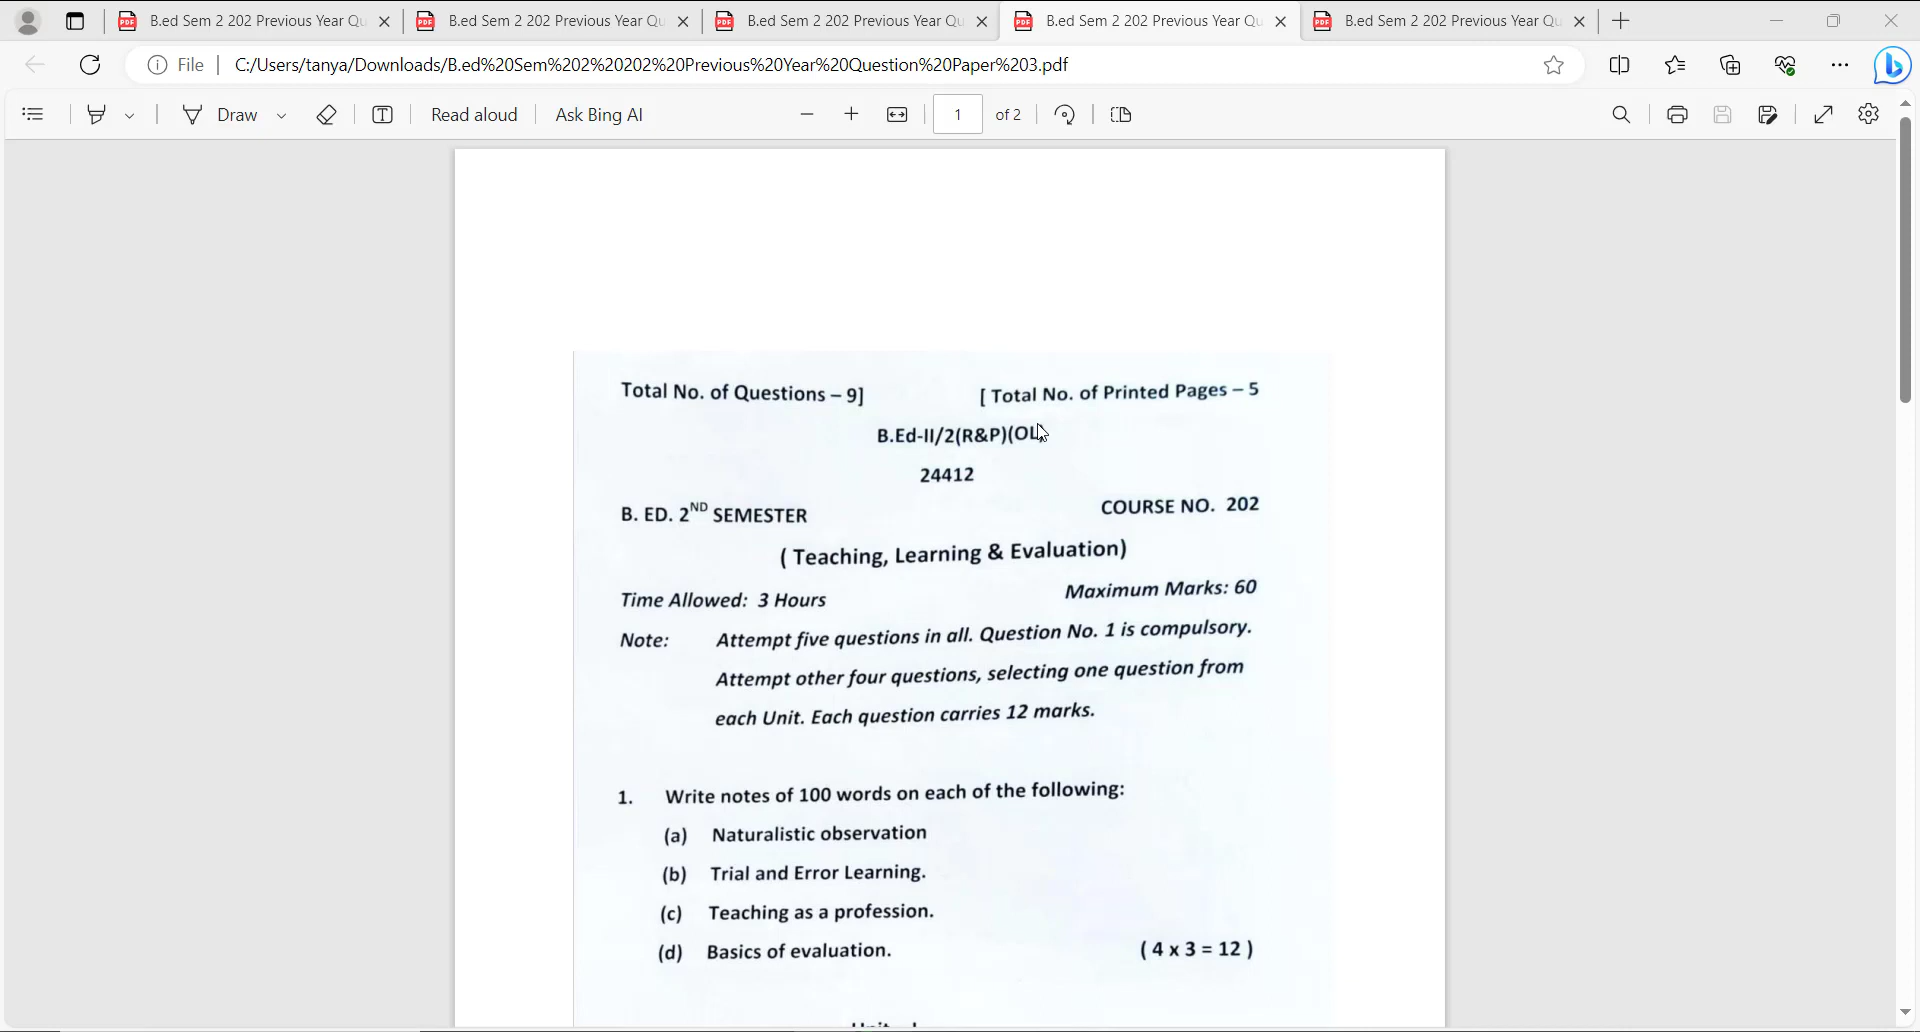 B.ed Sem 2 202 Previous Year Qu
B.ed Sem 2 202 Previous Year Qu
B.ed Sem 2 202 Previous Year Qu
B.ed Sem 2 202 Previous Year Qu
B.ed Sem 2 202 Previous Year Qu
File
C:/Users/tanya/Downloads/B.ed%20Sem%202%20202%20Previous%20Year%20Question%20Paper%203.pdf
Draw
Read aloud
Ask Bing AI
1 of 2
Total No. of Questions – 9] [ Total No. of Printed Pages – 5
B.Ed-II/2(R&P)(OL
24412
B. ED. 2ND SEMESTER COURSE NO. 202
( Teaching, Learning & Evaluation)
Time Allowed: 3 Hours Maximum Marks: 60
Note: Attempt five questions in all. Question No. 1 is compulsory.
Attempt other four questions, selecting one question from
each Unit. Each question carries 12 marks.
1. Write notes of 100 words on each of the following:
(a) Naturalistic observation
(b) Trial and Error Learning.
(c) Teaching as a profession.
(d) Basics of evaluation. ( 4 x 3 = 12 )